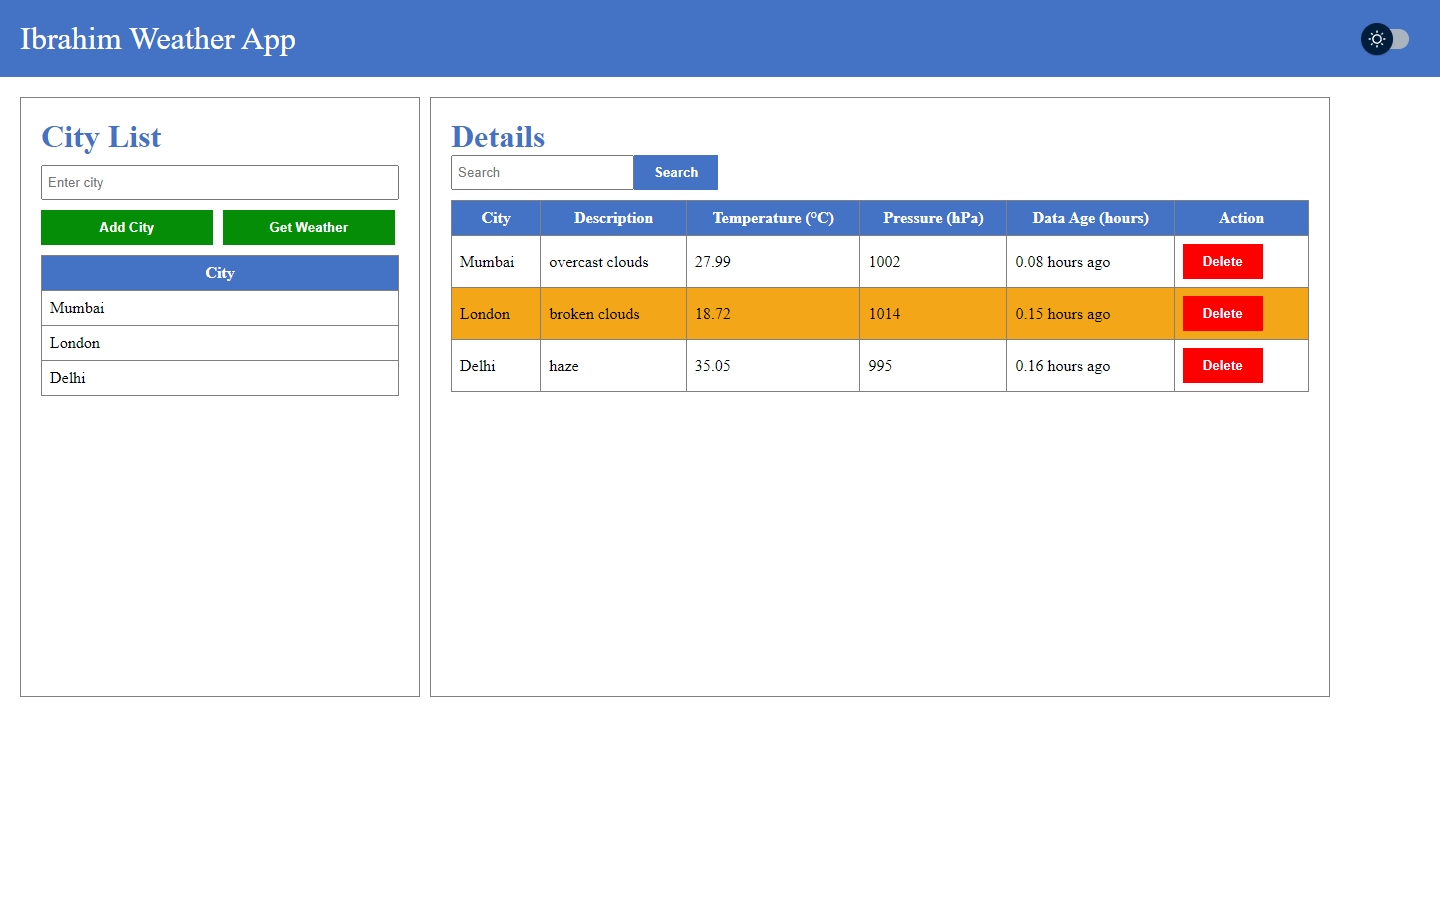 Ibrahim Weather App
City List
Enter city
Add City Get Weather
City
Mumbai
London
Delhi
Details
Search Search
City Description Temperature (°C) Pressure (hPa) Data Age (hours) Action
Mumbai overcast clouds 27.99 1002 0.08 hours ago Delete
London broken clouds 18.72 1014 0.15 hours ago Delete
Delhi haze 35.05 995 0.16 hours ago Delete